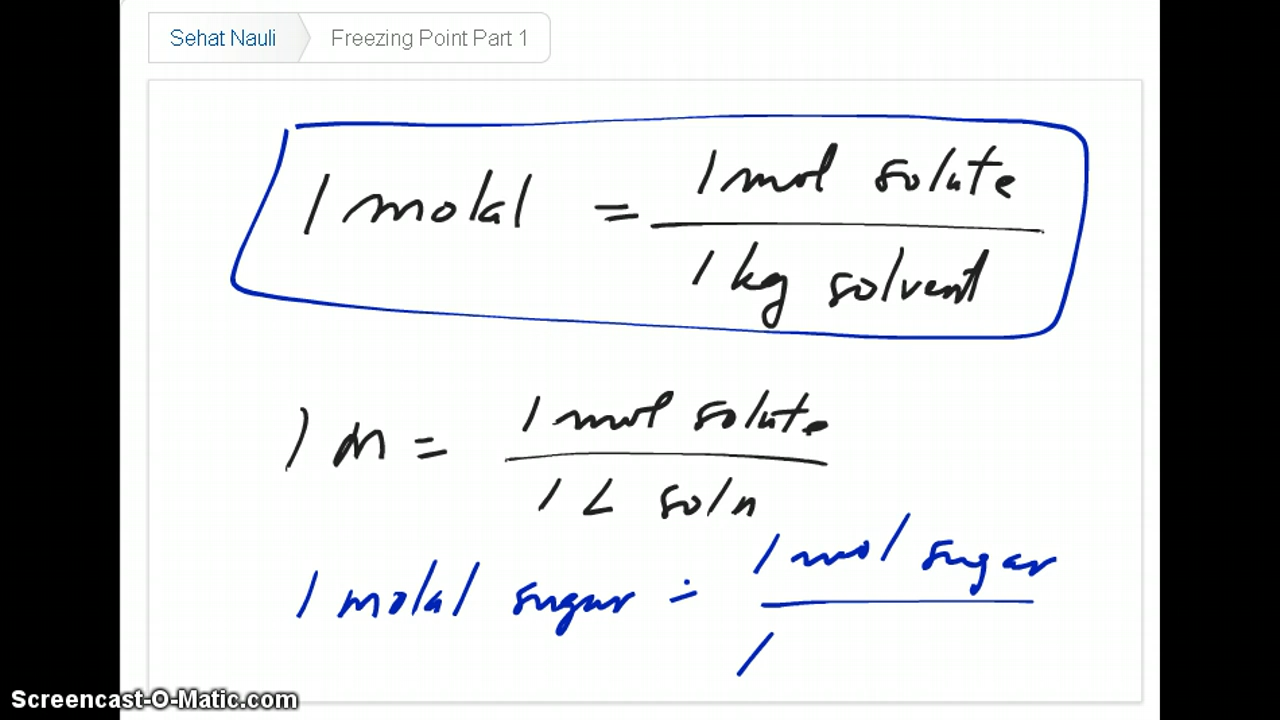 Sehat Nauli Freezing Point Part 1
1 molal = 1 mol solute
1 kg solvent
1 M = 1 mol solute
1 L soln
1 molal sugar = 1 mol sugar
1
Screencast-O-Matic.com